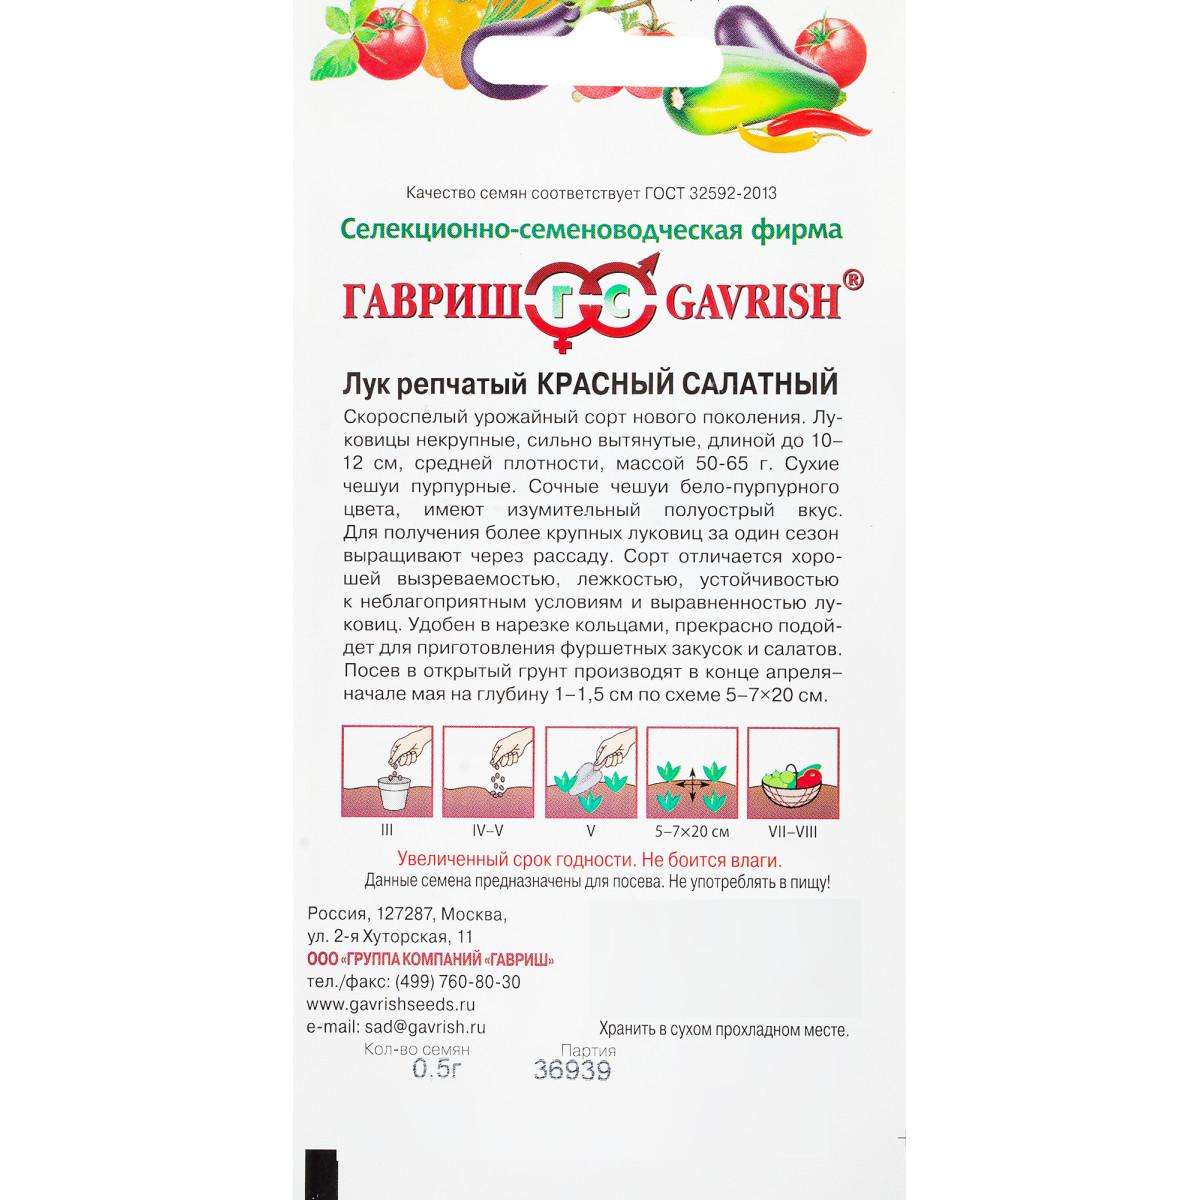 Качество семян соответствует ГОСТ 32592-2013
Селекционно-семеноводческая фирма
ГАВРИШ ГС GAVRISH®
Лук репчатый КРАСНЫЙ САЛАТНЫЙ
Скороспелый урожайный сорт нового поколения. Лу-
ковицы некрупные, сильно вытянутые, длиной до 10–
12 см, средней плотности, массой 50-65 г. Сухие
чешуи пурпурные. Сочные чешуи бело-пурпурного
цвета, имеют изумительный полуострый вкус.
Для получения более крупных луковиц за один сезон
выращивают через рассаду. Сорт отличается хоро-
шей вызреваемостью, лежкостью, устойчивостью
к неблагоприятным условиям и выравненностью лу-
ковиц. Удобен в нарезке кольцами, прекрасно подой-
дет для приготовления фуршетных закусок и салатов.
Посев в открытый грунт производят в конце апреля–
начале мая на глубину 1–1,5 см по схеме 5–7×20 см.
III IV–V V 5–7×20 см VII–VIII
Увеличенный срок годности. Не боится влаги.
Данные семена предназначены для посева. Не употреблять в пищу!
Россия, 127287, Москва,
ул. 2-я Хуторская, 11
ООО «ГРУППА КОМПАНИЙ «ГАВРИШ»
тел./факс: (499) 760-80-30
www.gavrishseeds.ru
e-mail: sad@gavrish.ru
Хранить в сухом прохладном месте.
Кол-во семян Партия
0.5г 36939